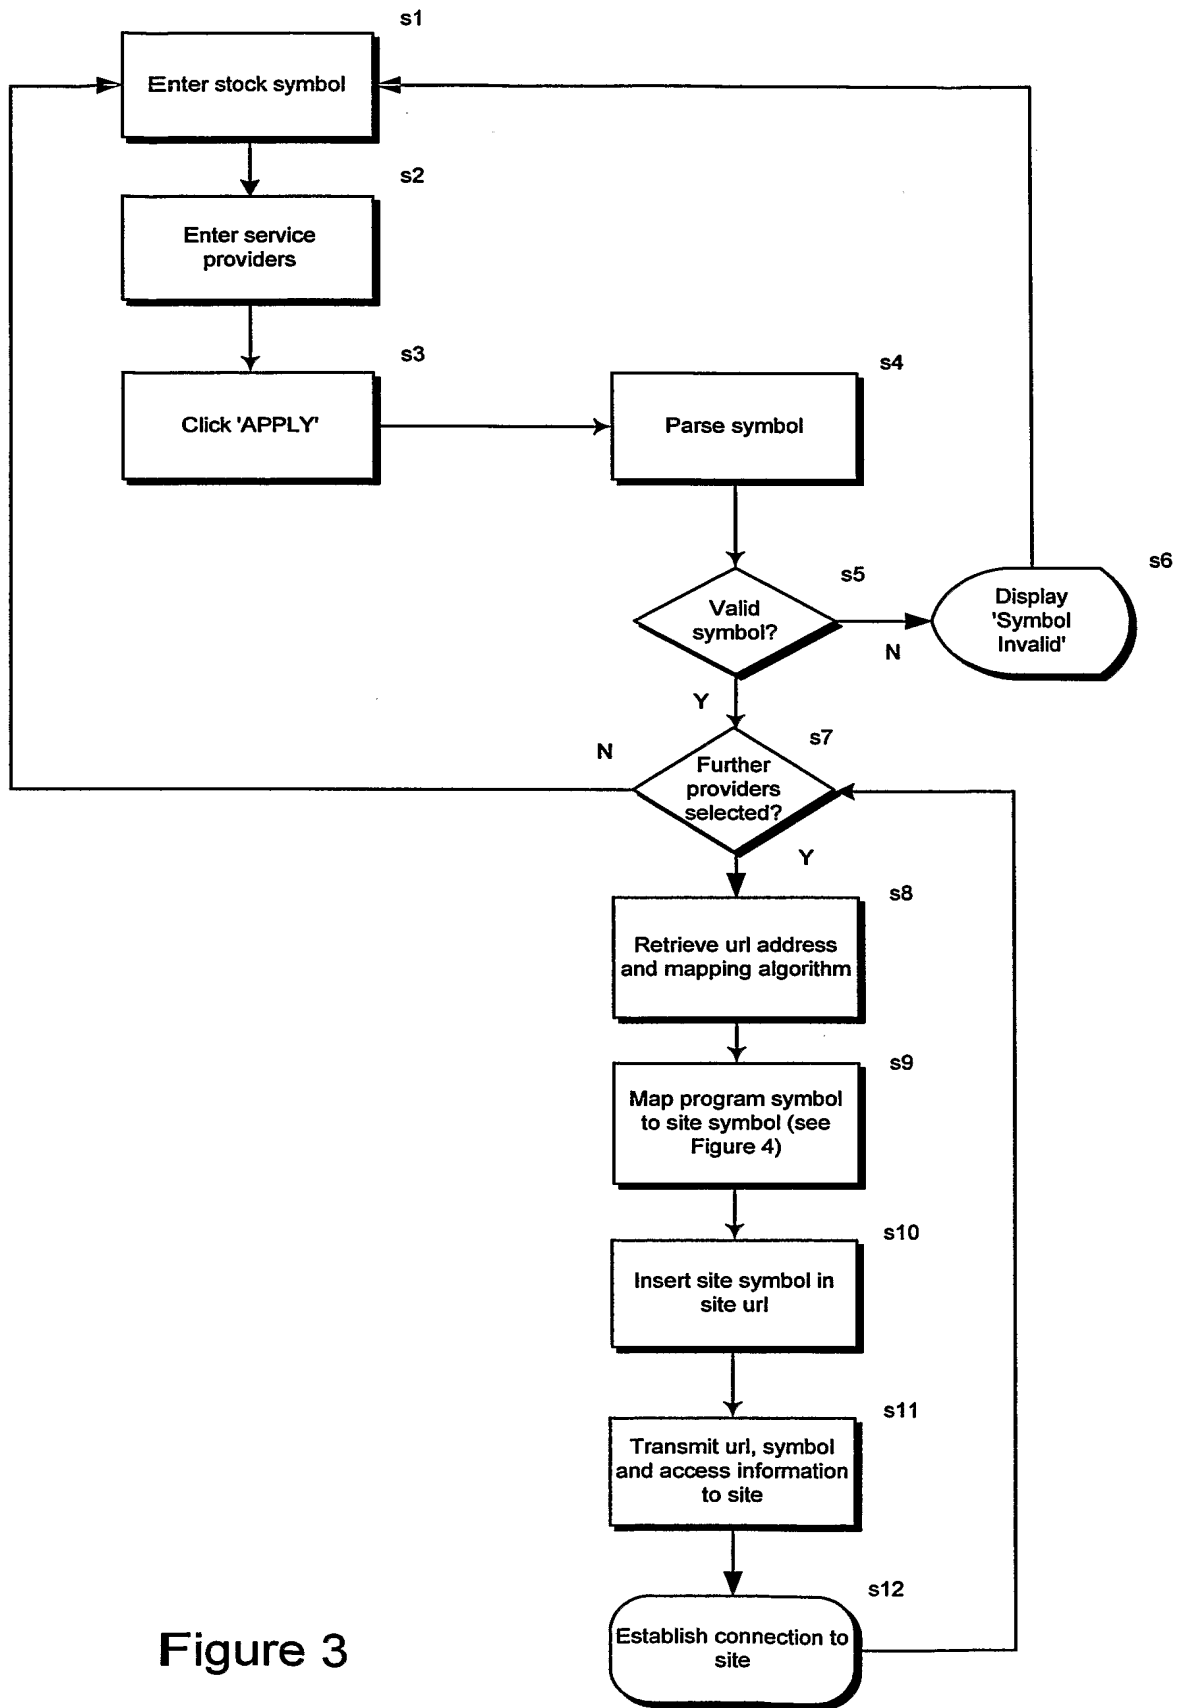 s1
Enter stock symbol
s2
Enter service
providers
s3
Click 'APPLY'
s4
Parse symbol
s5
Valid
symbol?
N
s6
Display
'Symbol
Invalid'
Y
s7
N
Further
providers
selected?
Y
s8
Retrieve url address
and mapping algorithm
s9
Map program symbol
to site symbol (see
Figure 4)
s10
Insert site symbol in
site url
s11
Transmit url, symbol
and access information
to site
s12
Establish connection to
site
Figure 3